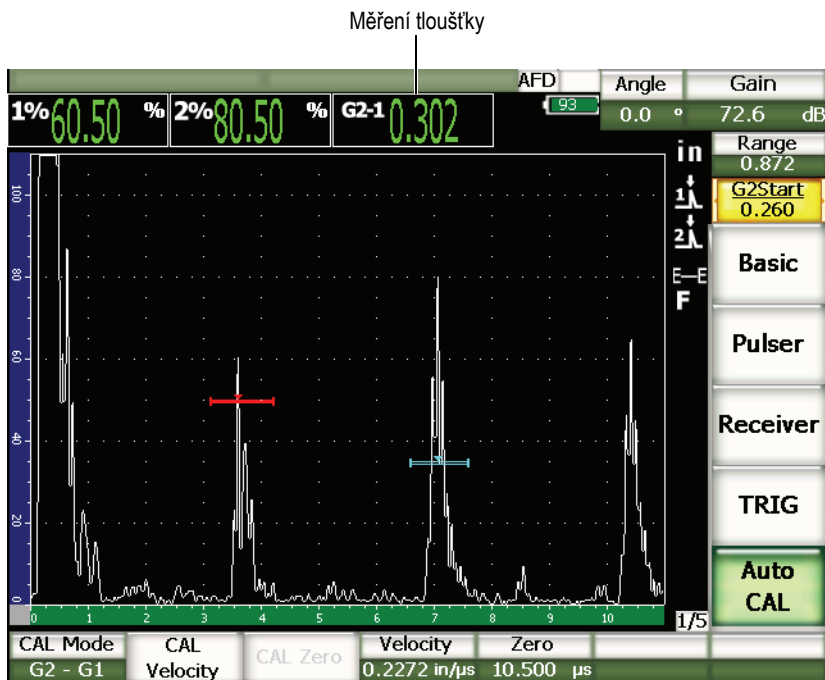 Měření tloušťky
AFD
Angle
Gain
1% 60.50 %
2% 80.50 %
G2-1 0.302
93
0.0 °
72.6 dB
in
Range
0.872
1
G2Start
0.260
2
E—E
F
Basic
Pulser
Receiver
TRIG
Auto
CAL
100
80
60
40
20
0
0 1 2 3 4 5 6 7 8 9 10
1/5
CAL Mode
G2 - G1
CAL
Velocity
CAL Zero
Velocity
0.2272 in/µs
Zero
10.500 µs